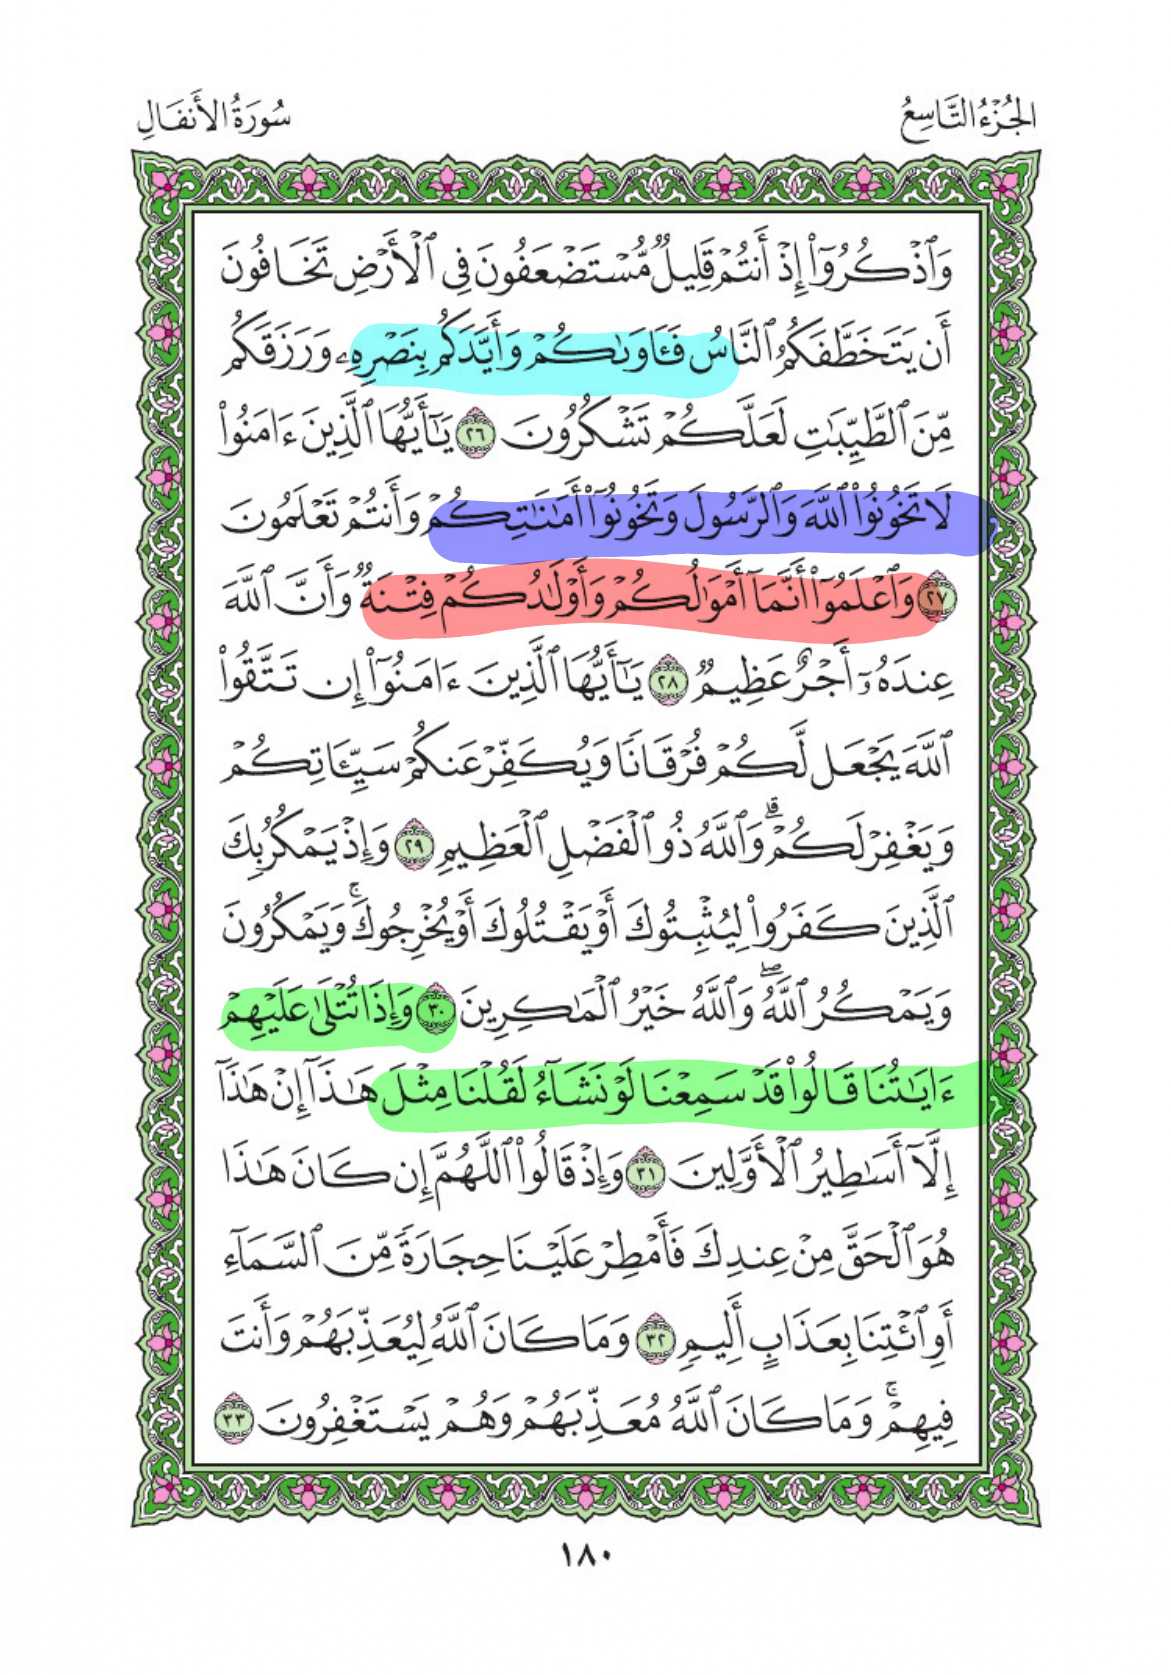 الجُزْءُ التَّاسِعُ
سُورَةُ الأَنفَالِ
وَٱذْكُرُوٓا۟ إِذْ أَنتُمْ قَلِيلٌ مُّسْتَضْعَفُونَ فِى ٱلْأَرْضِ تَخَافُونَ
أَن يَتَخَطَّفَكُمُ ٱلنَّاسُ فَـَٔاوَىٰكُمْ وَأَيَّدَكُم بِنَصْرِهِۦ وَرَزَقَكُم
مِّنَ ٱلطَّيِّبَـٰتِ لَعَلَّكُمْ تَشْكُرُونَ ٢٦ يَـٰٓأَيُّهَا ٱلَّذِينَ ءَامَنُوا۟
لَا تَخُونُوا۟ ٱللَّهَ وَٱلرَّسُولَ وَتَخُونُوٓا۟ أَمَـٰنَـٰتِكُمْ وَأَنتُمْ تَعْلَمُونَ
٢٧ وَٱعْلَمُوٓا۟ أَنَّمَآ أَمْوَٰلُكُمْ وَأَوْلَـٰدُكُمْ فِتْنَةٌ وَأَنَّ ٱللَّهَ
عِندَهُۥٓ أَجْرٌ عَظِيمٌ ٢٨ يَـٰٓأَيُّهَا ٱلَّذِينَ ءَامَنُوٓا۟ إِن تَتَّقُوا۟
ٱللَّهَ يَجْعَل لَّكُمْ فُرْقَانًا وَيُكَفِّرْ عَنكُمْ سَيِّـَٔاتِكُمْ
وَيَغْفِرْ لَكُمْ ۗ وَٱللَّهُ ذُو ٱلْفَضْلِ ٱلْعَظِيمِ ٢٩ وَإِذْ يَمْكُرُ بِكَ
ٱلَّذِينَ كَفَرُوا۟ لِيُثْبِتُوكَ أَوْ يَقْتُلُوكَ أَوْ يُخْرِجُوكَ ۚ وَيَمْكُرُونَ
وَيَمْكُرُ ٱللَّهُ ۖ وَٱللَّهُ خَيْرُ ٱلْمَـٰكِرِينَ ٣٠ وَإِذَا تُتْلَىٰ عَلَيْهِمْ
ءَايَـٰتُنَا قَالُوا۟ قَدْ سَمِعْنَا لَوْ نَشَآءُ لَقُلْنَا مِثْلَ هَـٰذَآ إِنْ هَـٰذَآ
إِلَّآ أَسَـٰطِيرُ ٱلْأَوَّلِينَ ٣١ وَإِذْ قَالُوا۟ ٱللَّهُمَّ إِن كَانَ هَـٰذَا
هُوَ ٱلْحَقَّ مِنْ عِندِكَ فَأَمْطِرْ عَلَيْنَا حِجَارَةً مِّنَ ٱلسَّمَآءِ
أَوِ ٱئْتِنَا بِعَذَابٍ أَلِيمٍ ٣٢ وَمَا كَانَ ٱللَّهُ لِيُعَذِّبَهُمْ وَأَنتَ
فِيهِمْ ۚ وَمَا كَانَ ٱللَّهُ مُعَذِّبَهُمْ وَهُمْ يَسْتَغْفِرُونَ ٣٣
١٨٠